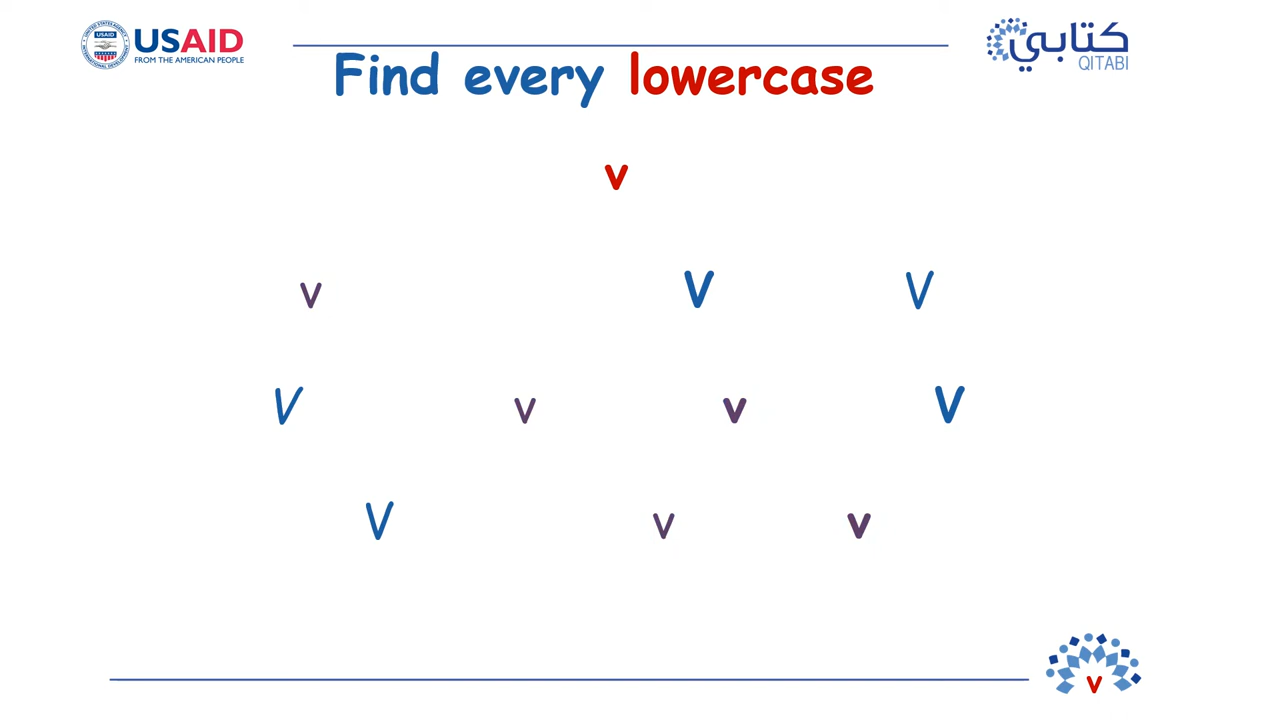 USAID
FROM THE AMERICAN PEOPLE
كتابي
QITABI
Find every lowercase
v
v V V
V v v V
V v v
v